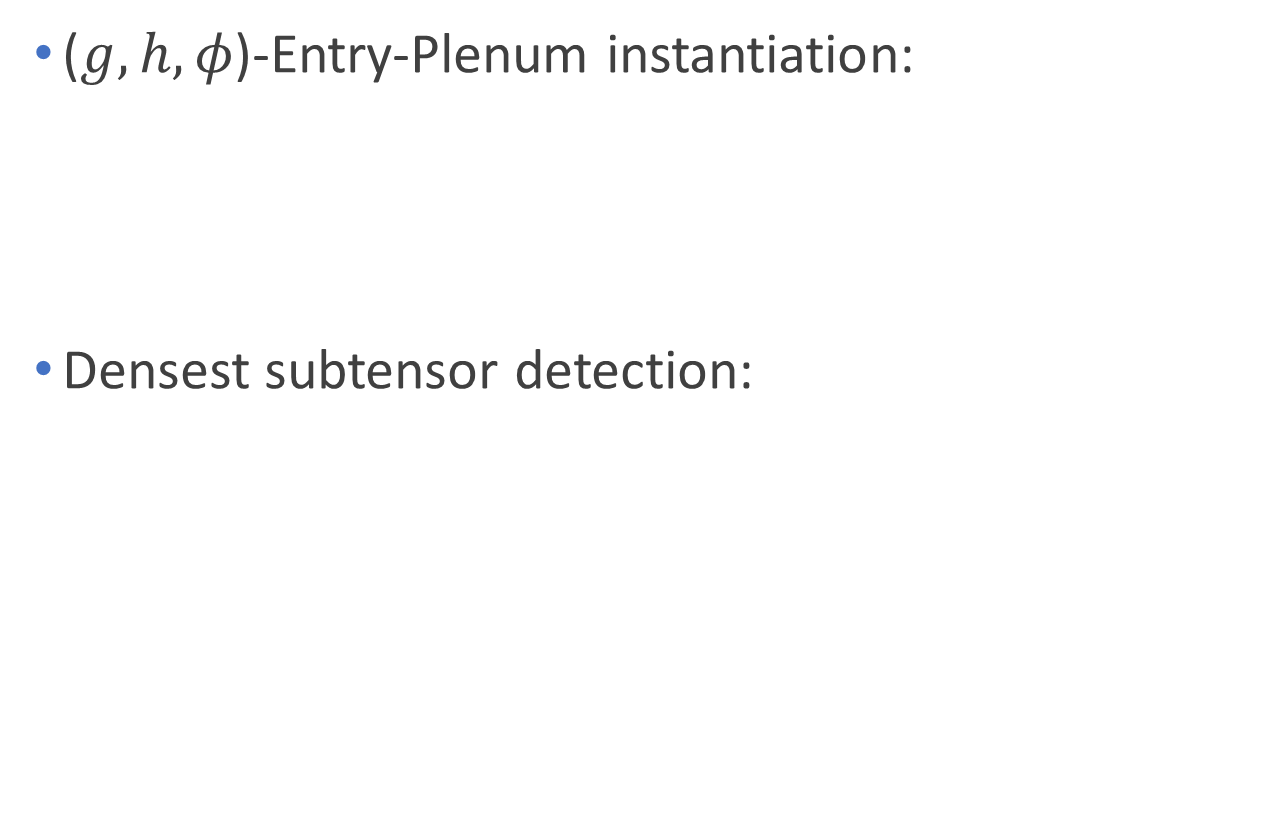 • (𝑔, ℎ, 𝜙)-Entry-Plenum instantiation:
• Densest subtensor detection: